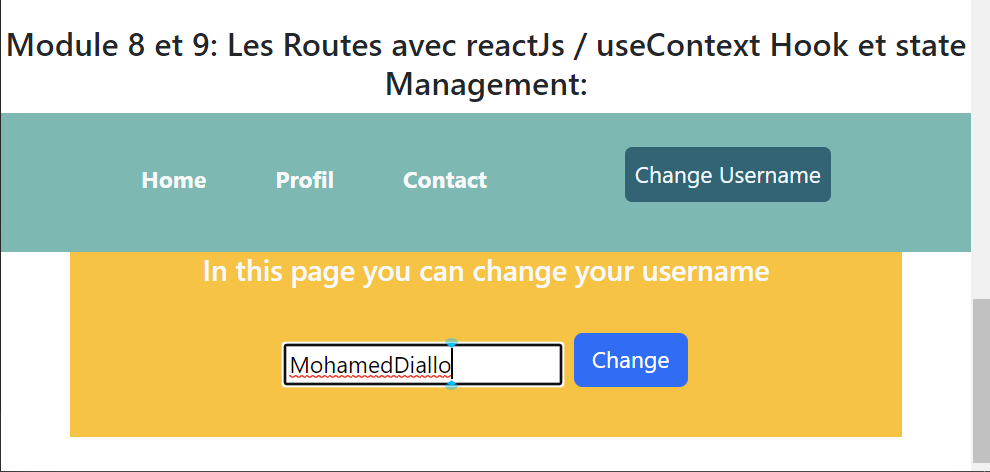 Module 8 et 9: Les Routes avec reactJs / useContext Hook et state
Management:
Home Profil Contact Change Username
In this page you can change your username
MohamedDiallo Change